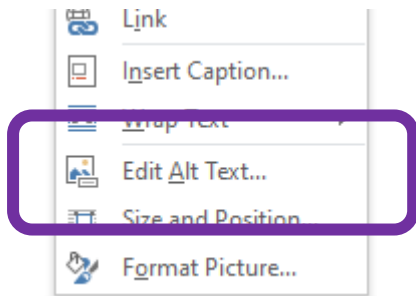 Link
Insert Caption...
Wrap Text
Edit Alt Text...
Size and Position...
Format Picture...